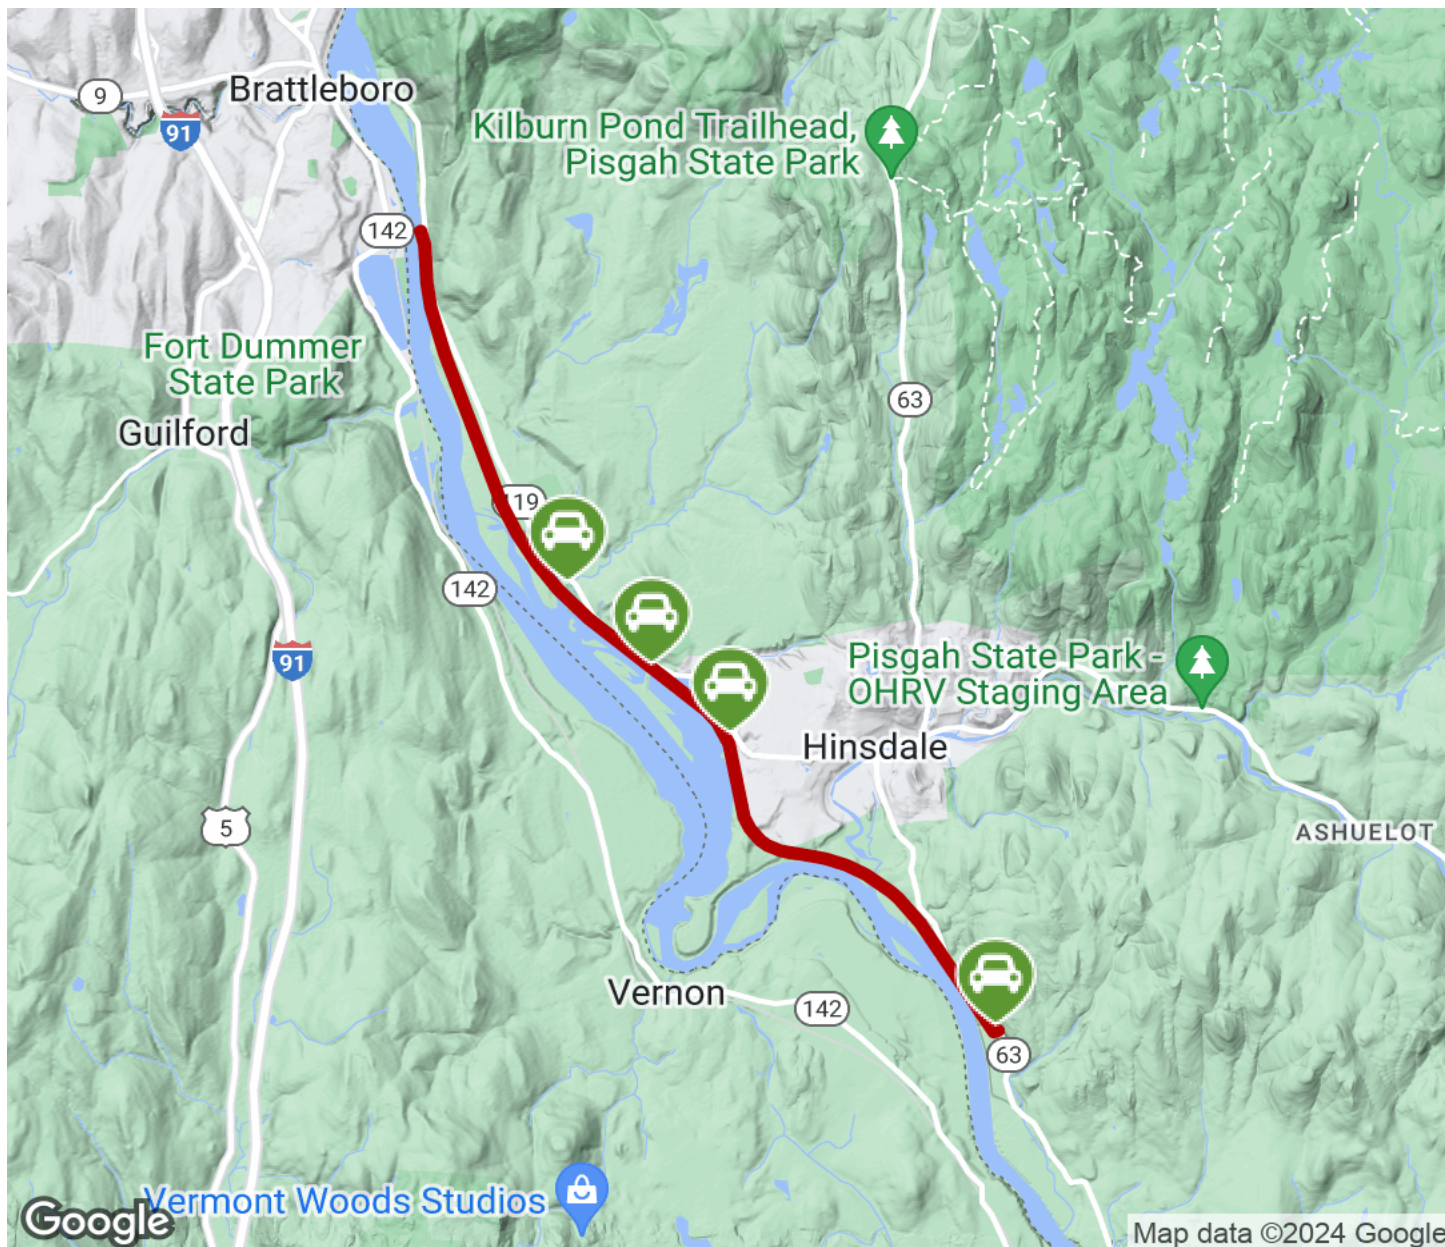 Brattleboro
9
91
Kilburn Pond Trailhead,
Pisgah State Park
142
Fort Dummer
State Park
63
Guilford
119
142
91
Pisgah State Park -
OHRV Staging Area
Hinsdale
5
ASHUELOT
Vernon
142
63
Vermont Woods Studios
Google
Map data ©2024 Google